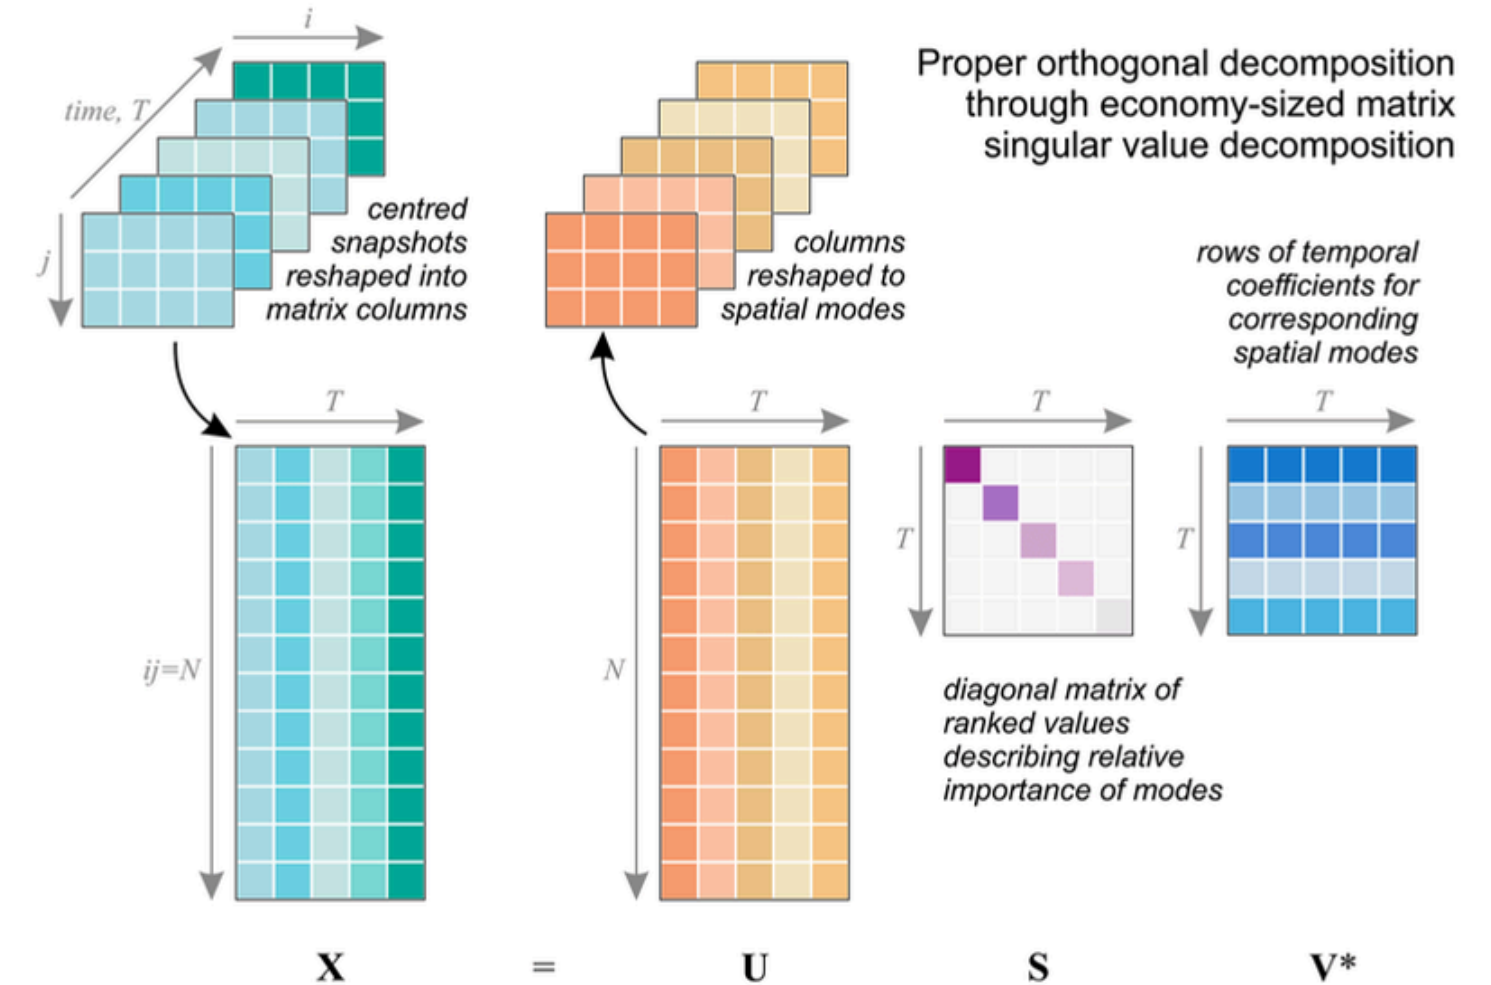 i
Proper orthogonal decomposition
through economy-sized matrix
singular value decomposition
time, T
j
centred
snapshots
reshaped into
matrix columns
columns
reshaped to
spatial modes
rows of temporal
coefficients for
corresponding
spatial modes
T
T
T
T
ij=N
N
T
T
diagonal matrix of
ranked values
describing relative
importance of modes
X = U S V*